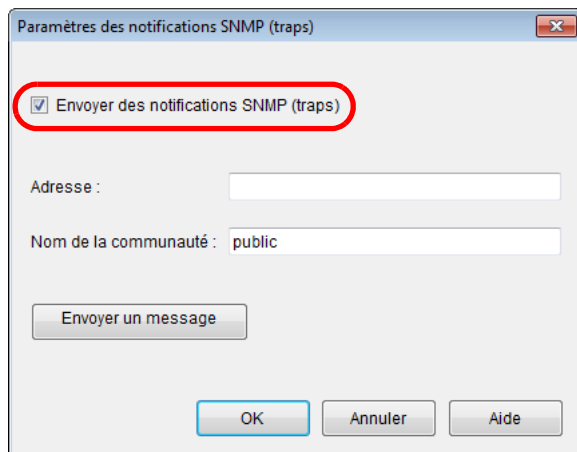 Paramètres des notifications SNMP (traps)
Envoyer des notifications SNMP (traps)
Adresse :
Nom de la communauté : public
Envoyer un message
OK Annuler Aide